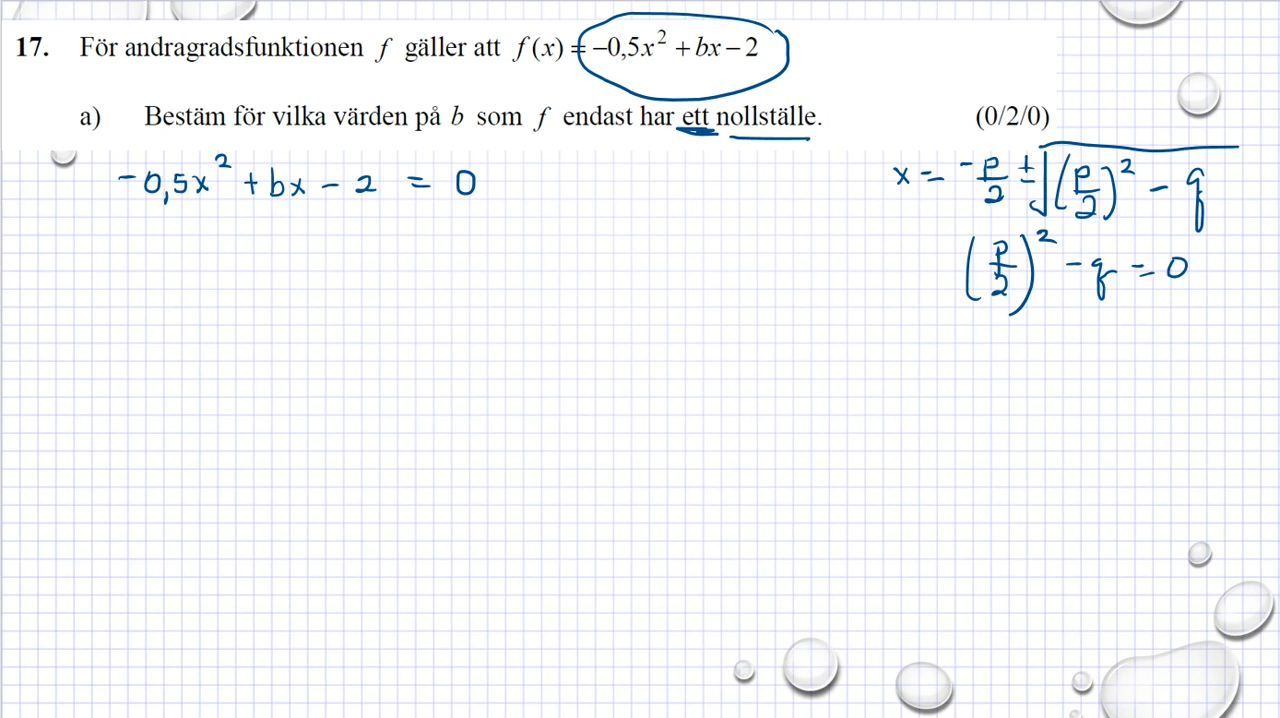 17. För andragradsfunktionen f gäller att f(x) = −0,5x² + bx − 2
a) Bestäm för vilka värden på b som f endast har ett nollställe. (0/2/0)
-0,5x² + bx - 2 = 0
x = -p/2 ± √((p/2)² - q)
(p/2)² - q = 0